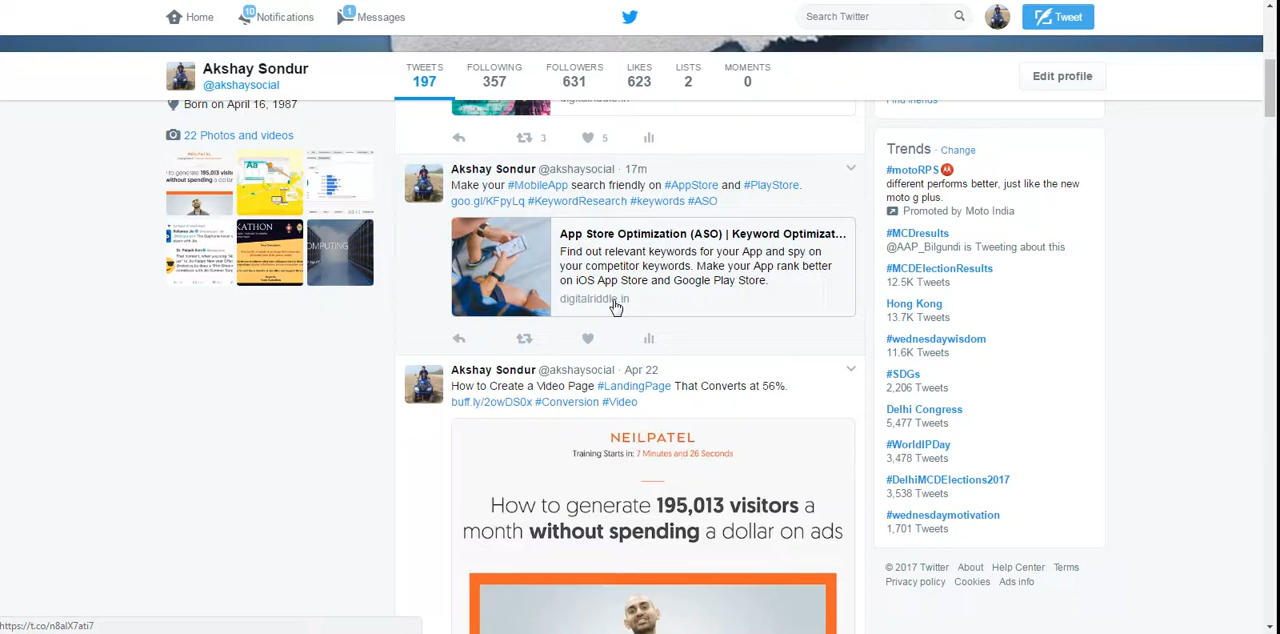 Home
10
Notifications
1
Messages
Search Twitter
Tweet
Akshay Sondur
@akshaysocial
TWEETS
197
FOLLOWING
357
FOLLOWERS
631
LIKES
623
LISTS
2
MOMENTS
0
Edit profile
Born on April 16, 1987
22 Photos and videos
digitalriddle.in
3
5
Akshay Sondur @akshaysocial · 17m
Make your #MobileApp search friendly on #AppStore and #PlayStore.
goo.gl/KFpyLq #KeywordResearch #keywords #ASO
App Store Optimization (ASO) | Keyword Optimizat...
Find out relevant keywords for your App and spy on
your competitor keywords. Make your App rank better
on iOS App Store and Google Play Store.
digitalriddle.in
Akshay Sondur @akshaysocial · Apr 22
How to Create a Video Page #LandingPage That Converts at 56%.
buff.ly/2owDS0x #Conversion #Video
NEILPATEL
Training Starts in: 7 Minutes and 26 Seconds
How to generate 195,013 visitors a
month without spending a dollar on ads
Find friends
Trends · Change
#motoRPS
different performs better, just like the new
moto g plus.
Promoted by Moto India
#MCDresults
@AAP_Bilgundi is Tweeting about this
#MCDElectionResults
12.5K Tweets
Hong Kong
13.7K Tweets
#wednesdaywisdom
11.6K Tweets
#SDGs
2,206 Tweets
Delhi Congress
5,477 Tweets
#WorldIPDay
3,478 Tweets
#DelhiMCDElections2017
3,538 Tweets
#wednesdaymotivation
1,701 Tweets
© 2017 Twitter About Help Center Terms
Privacy policy Cookies Ads info
https://t.co/n8alX7ati7